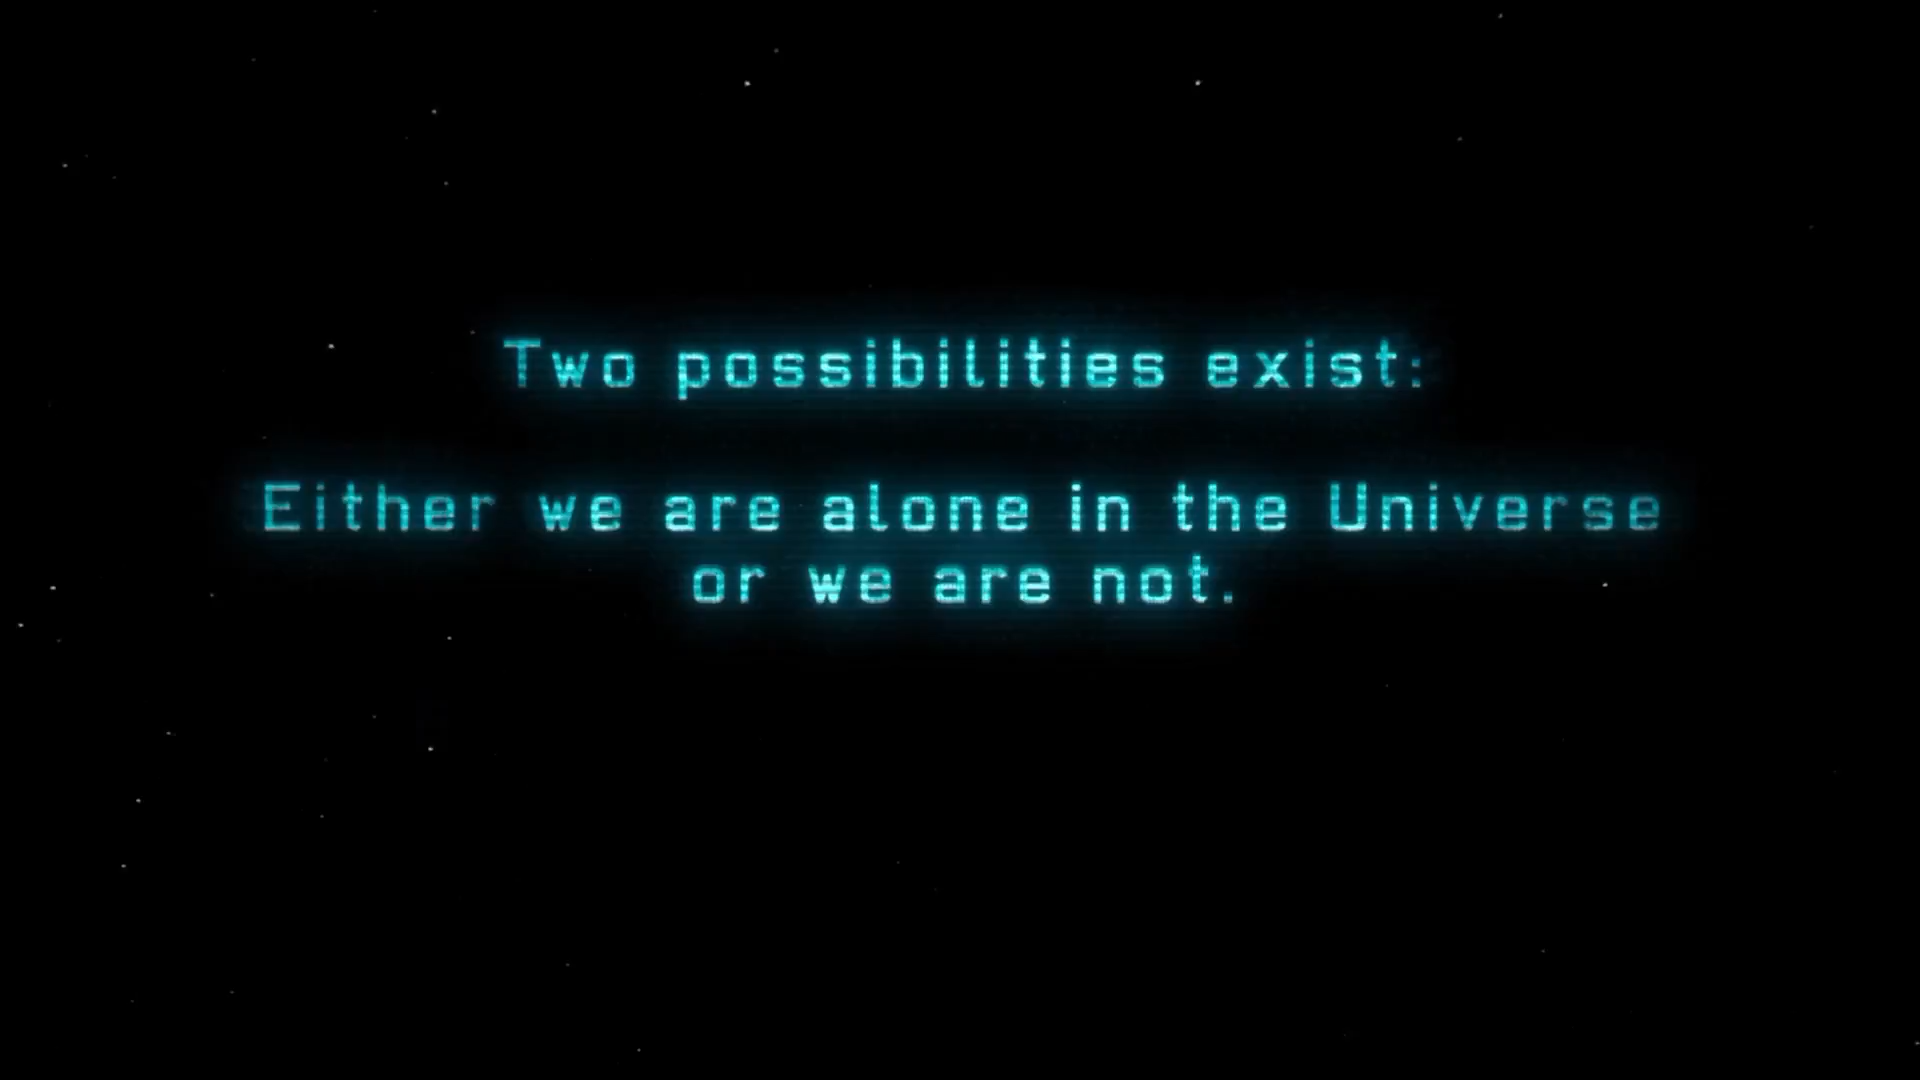 Two possibilities exist:
Either we are alone in the Universe
or we are not.